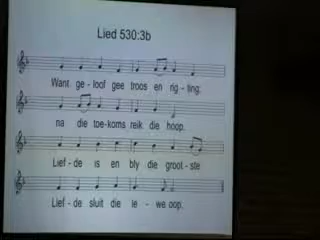 Lied 530:3b
Want ge - loof gee troos en rig - ting.
na die toe-koms reik die hoop.
Lief - de is en bly die groot - ste
Lief - de sluit die le - we oop.